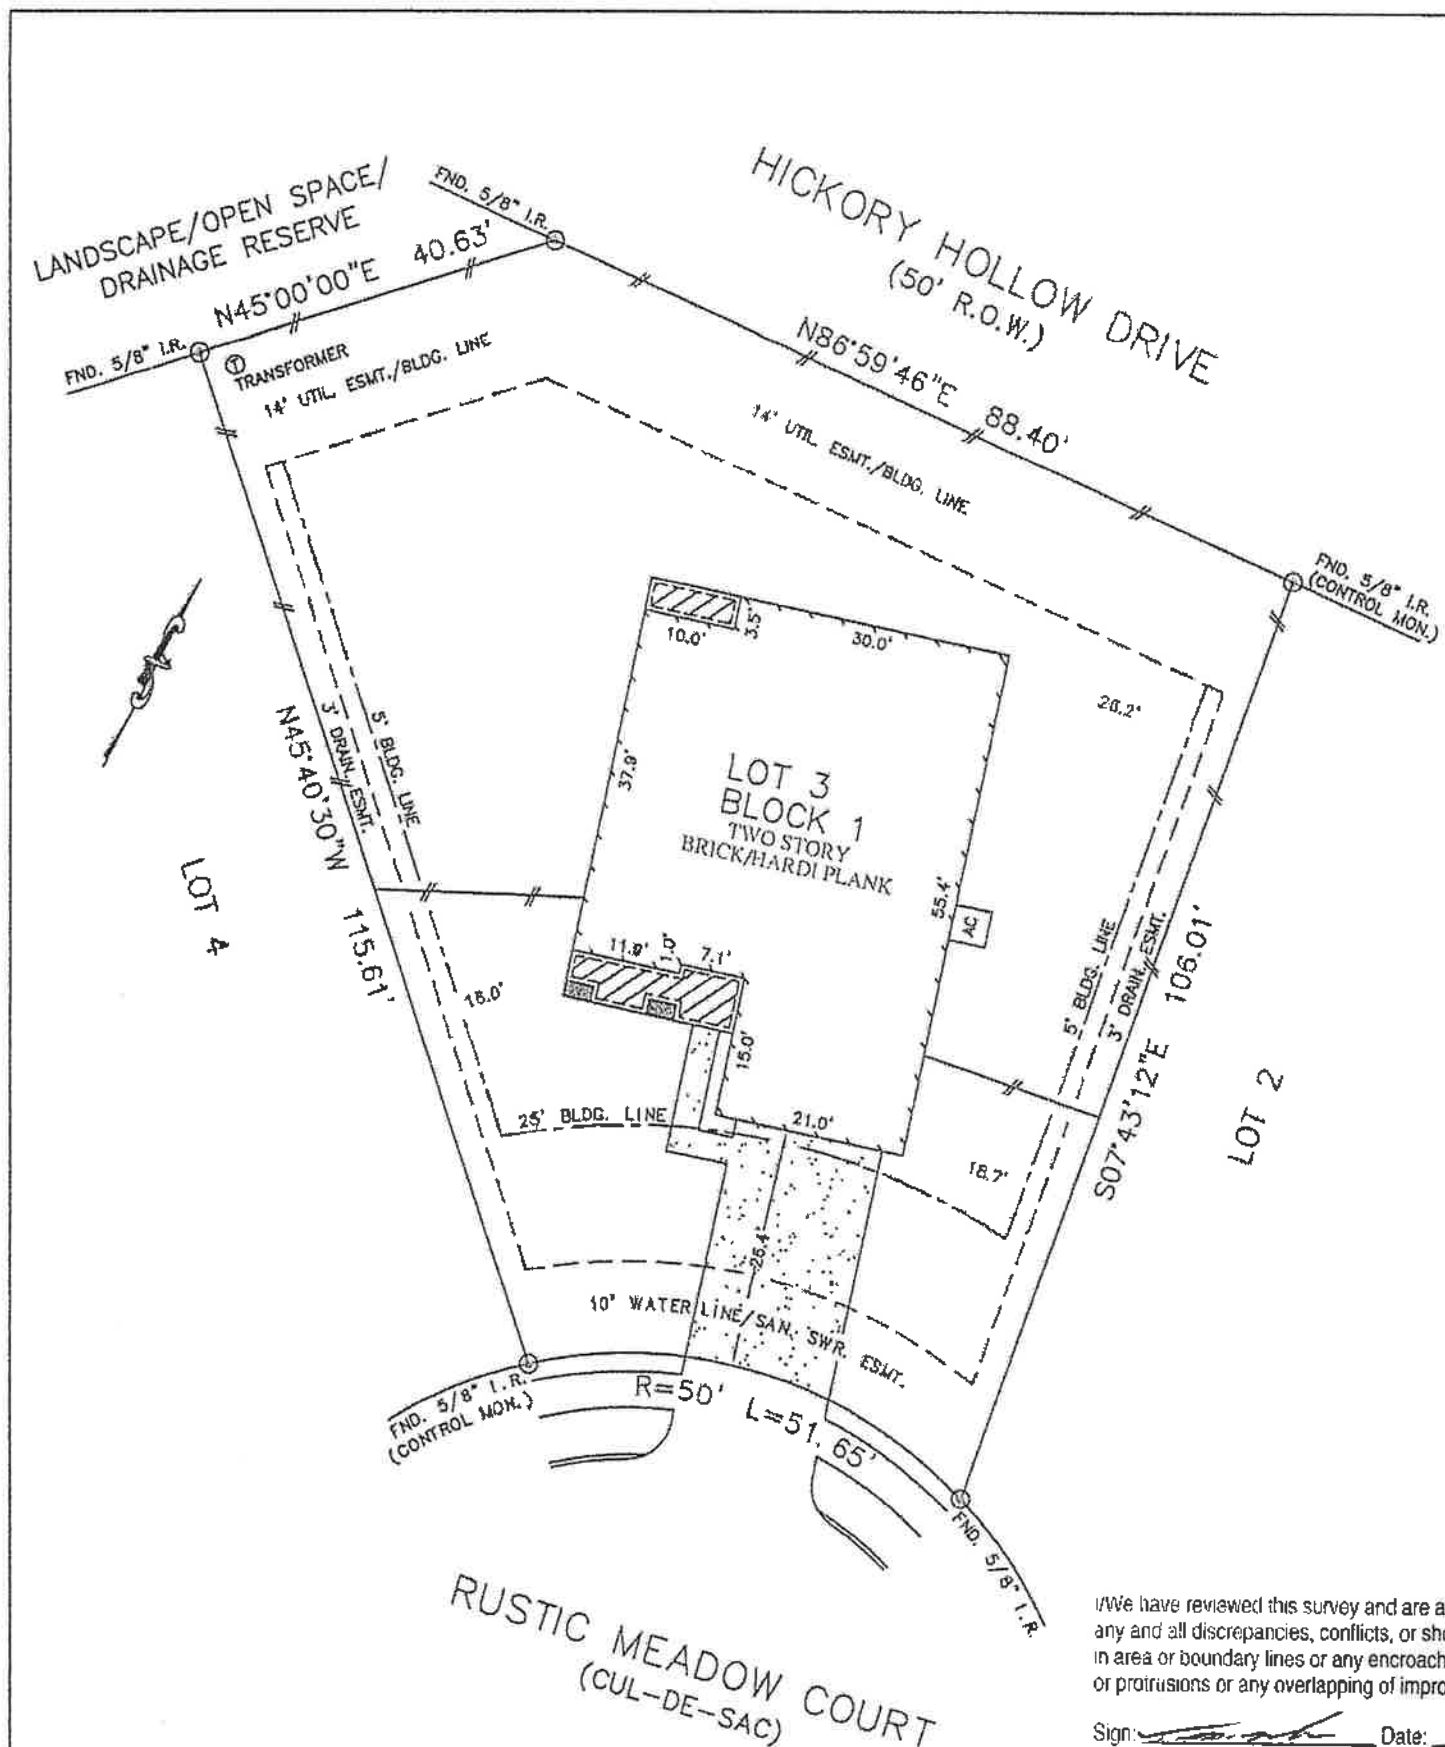 LANDSCAPE/OPEN SPACE/
DRAINAGE RESERVE
FND. 5/8" I.R.
HICKORY HOLLOW DRIVE
(50' R.O.W.)
N45°00'00"E 40.63'
FND. 5/8" I.R.
T
TRANSFORMER
14' UTIL. ESMT./BLDG. LINE
N86°59'46"E 88.40'
14' UTIL. ESMT./BLDG. LINE
FND. 5/8" I.R.
(CONTROL MON.)
10.0'
3.5'
30.0'
26.2'
N45°40'30"W 115.61'
3' DRAIN. ESMT.
5' BLDG. LINE
37.9'
LOT 3
BLOCK 1
TWO STORY
BRICK/HARDI PLANK
55.4'
AC
LOT 4
11.9'
1.0'
7.1'
18.0'
15.0'
5' BLDG. LINE
3' DRAIN. ESMT.
S07°43'12"E 106.01'
LOT 2
25' BLDG. LINE
21.0'
18.7'
25.4'
10' WATER LINE/SAN. SWR. ESMT.
FND. 5/8" I.R.
(CONTROL MON.)
R=50' L=51.65'
FND. 5/8" I.R.
RUSTIC MEADOW COURT
(CUL-DE-SAC)
I/We have reviewed this survey and are a
any and all discrepancies, conflicts, or sho
in area or boundary lines or any encroach
or protrusions or any overlapping of impro
Sign: Date: